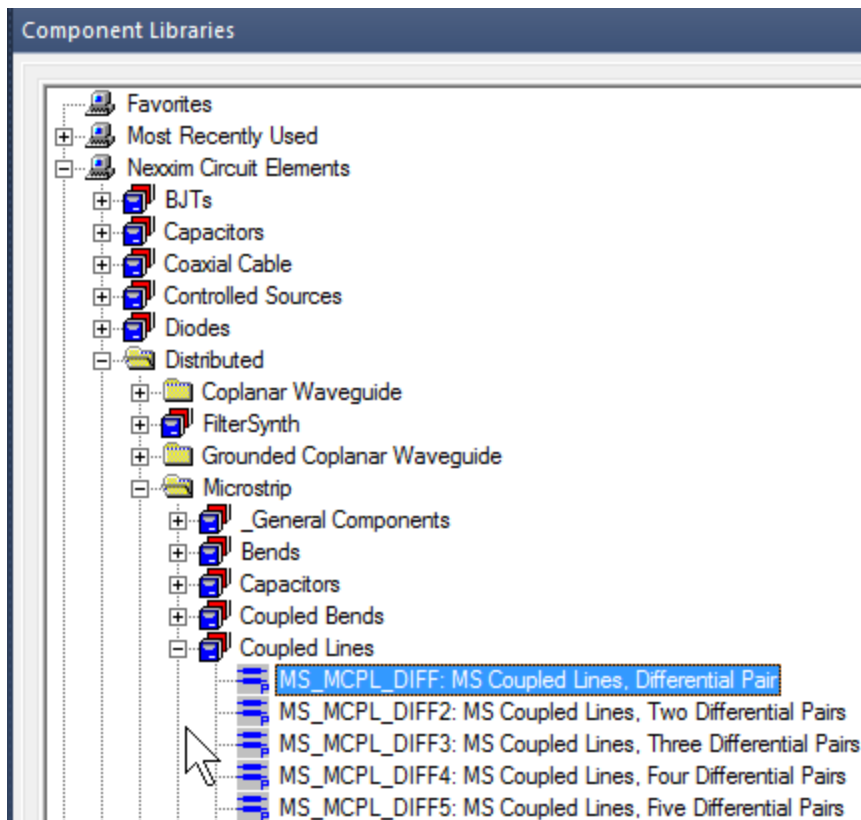 Component Libraries
Favorites
Most Recently Used
Nexxim Circuit Elements
BJTs
Capacitors
Coaxial Cable
Controlled Sources
Diodes
Distributed
Coplanar Waveguide
FilterSynth
Grounded Coplanar Waveguide
Microstrip
_General Components
Bends
Capacitors
Coupled Bends
Coupled Lines
MS_MCPL_DIFF: MS Coupled Lines, Differential Pair
MS_MCPL_DIFF2: MS Coupled Lines, Two Differential Pairs
MS_MCPL_DIFF3: MS Coupled Lines, Three Differential Pairs
MS_MCPL_DIFF4: MS Coupled Lines, Four Differential Pairs
MS_MCPL_DIFF5: MS Coupled Lines, Five Differential Pairs